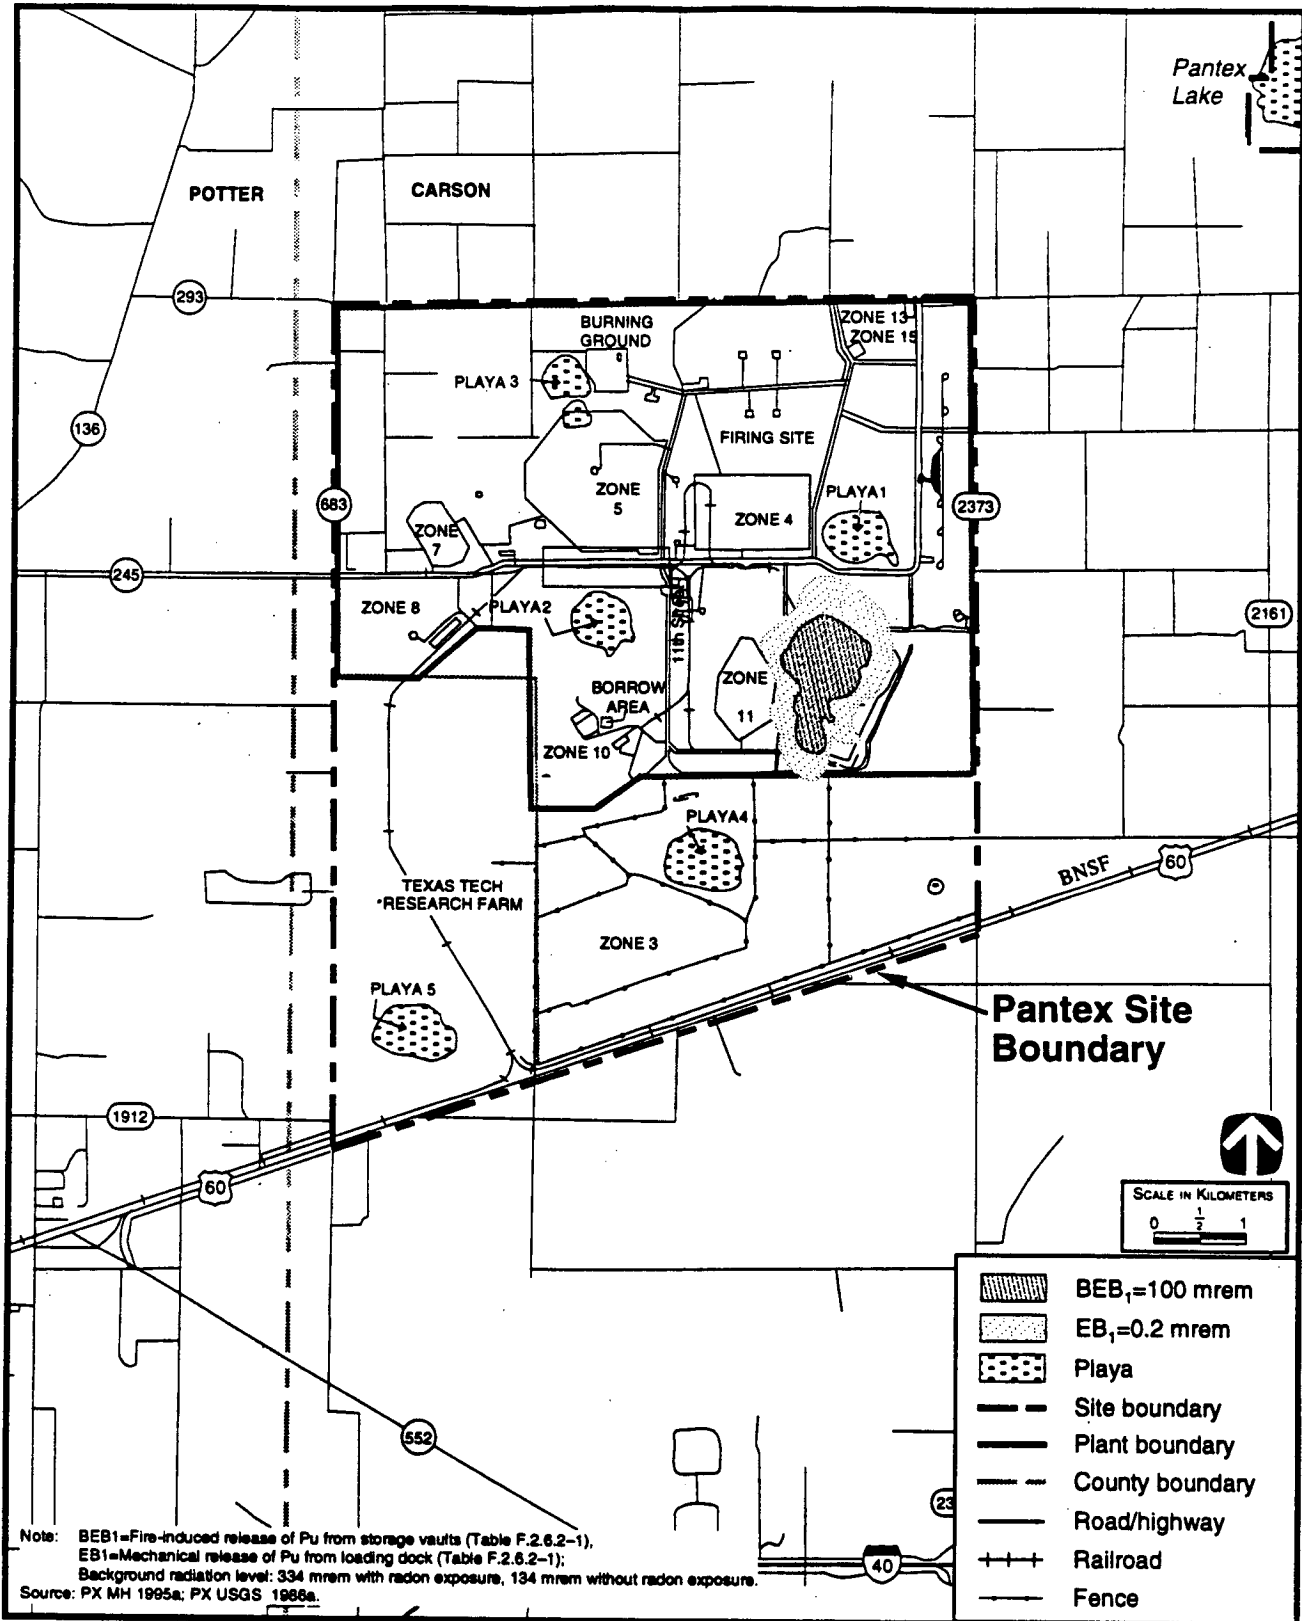 Pantex
Lake
POTTER
CARSON
293
BURNING
GROUND
ZONE 13
ZONE 15
PLAYA 3
136
FIRING SITE
683
ZONE
5
ZONE 4
PLAYA1
2373
ZONE
7
245
ZONE 8
PLAYA2
2161
11th
ZONE
11
BORROW
AREA
ZONE 10
PLAYA4
BNSF
60
TEXAS TECH
RESEARCH FARM
ZONE 3
PLAYA 5
Pantex Site
Boundary
1912
60
SCALE IN KILOMETERS
0 1/2 1
BEB₁=100 mrem
EB₁=0.2 mrem
Playa
Site boundary
Plant boundary
County boundary
Road/highway
Railroad
Fence
552
23
40
Note: BEB1=Fire-induced release of Pu from storage vaults (Table F.2.6.2-1),
EB1=Mechanical release of Pu from loading dock (Table F.2.6.2-1);
Background radiation level: 334 mrem with radon exposure, 134 mrem without radon exposure.
Source: PX MH 1995a; PX USGS 1966a.